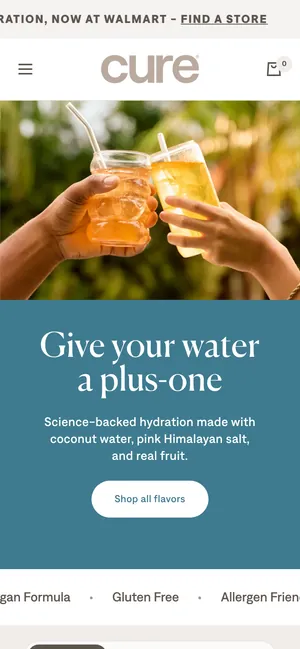 RATION, NOW AT WALMART – FIND A STORE
cure
0
Give your water
a plus-one
Science-backed hydration made with
coconut water, pink Himalayan salt,
and real fruit.
Shop all flavors
gan Formula • Gluten Free • Allergen Frien